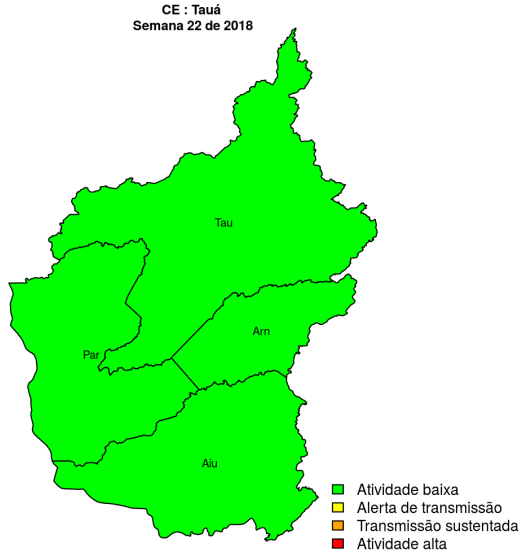 CE : Tauá
Semana 22 de 2018
Tau
Arn
Par
Aiu
Atividade baixa
Alerta de transmissão
Transmissão sustentada
Atividade alta